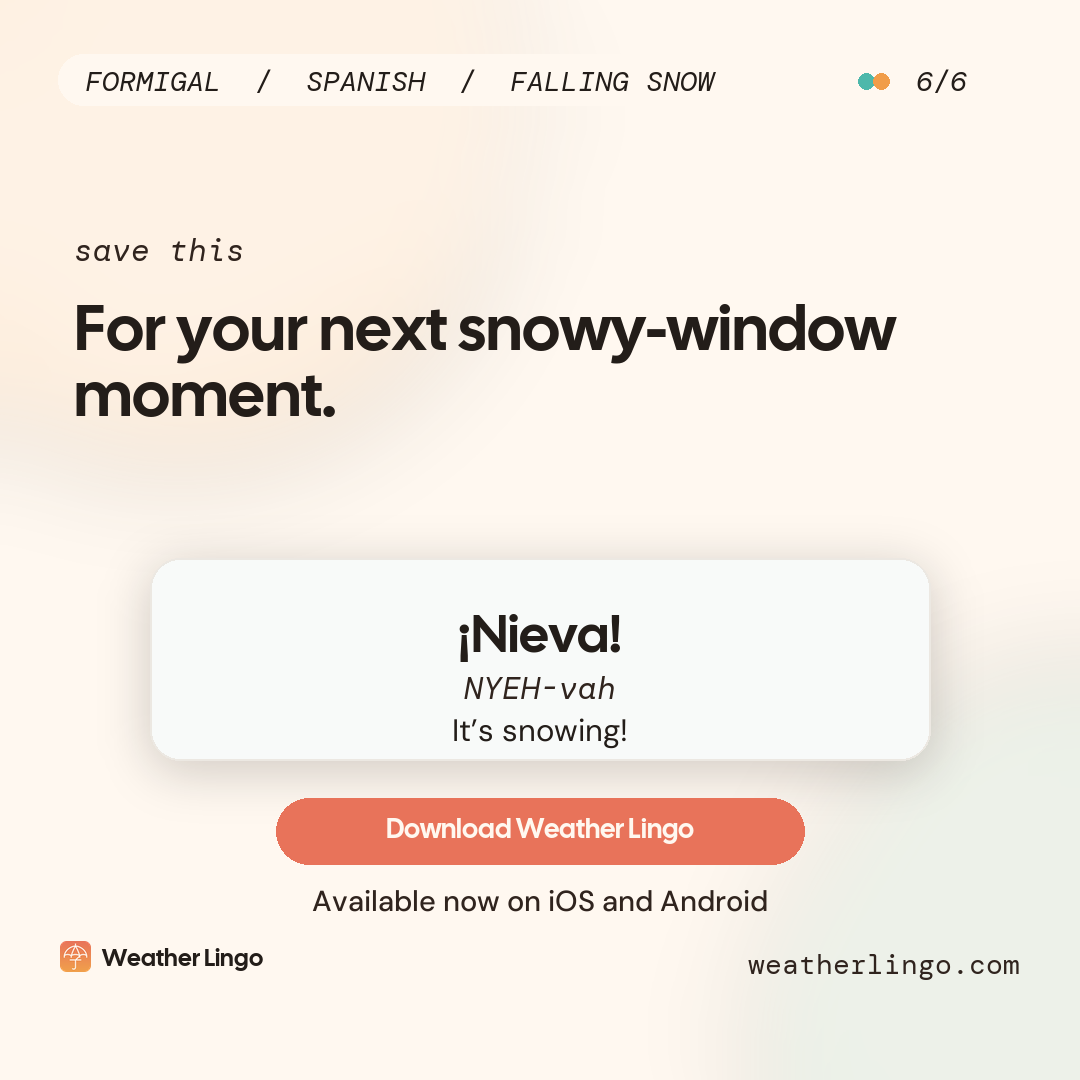 FORMIGAL / SPANISH / FALLING SNOW
6/6
save this
For your next snowy-window
moment.
¡Nieva!
NYEH-vah
It’s snowing!
Download Weather Lingo
Available now on iOS and Android
Weather Lingo
weatherlingo.com